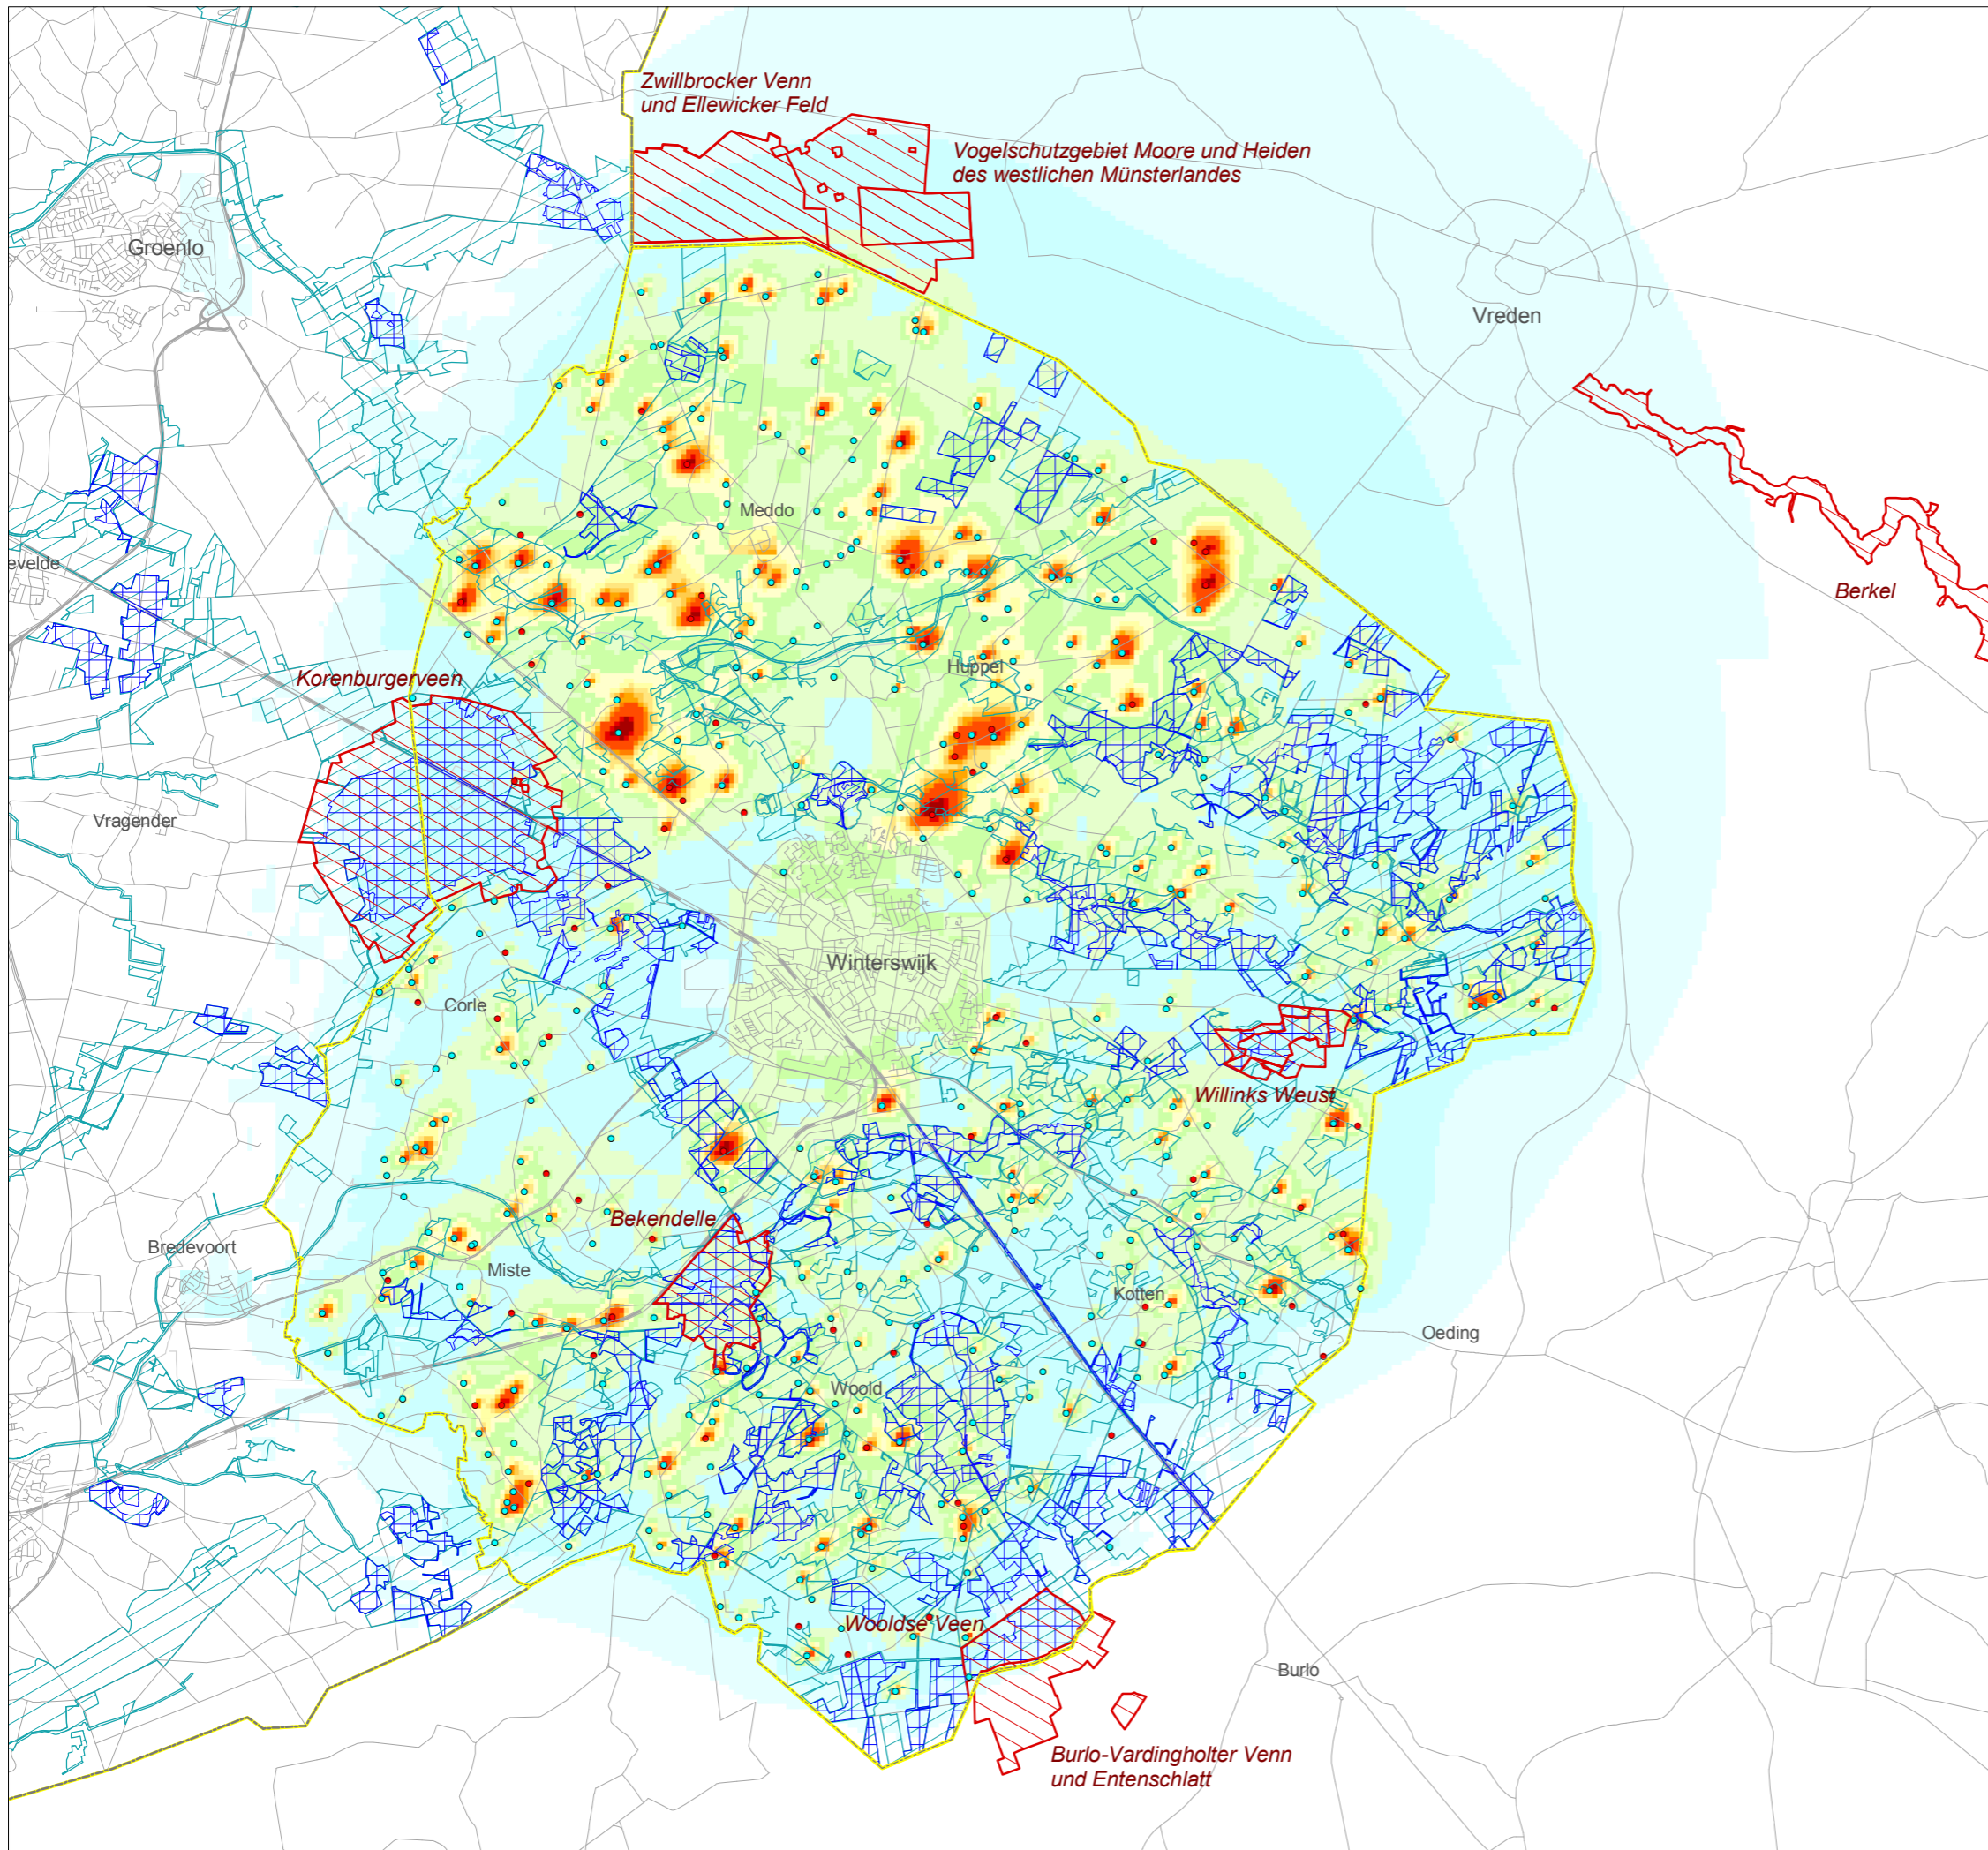 Zwillbrocker Venn
und Ellewicker Feld
Vogelschutzgebiet Moore und Heiden
des westlichen Münsterlandes
Groenlo
Vreden
Meddo
evelde
Berkel
Huppel
Korenburgerveen
Vragender
Winterswijk
Corle
Willinks Weust
Bekendelle
Bredevoort
Miste
Kotten
Oeding
Woold
Wooldse Veen
Burlo
Burlo-Vardingholter Venn
und Entenschlatt